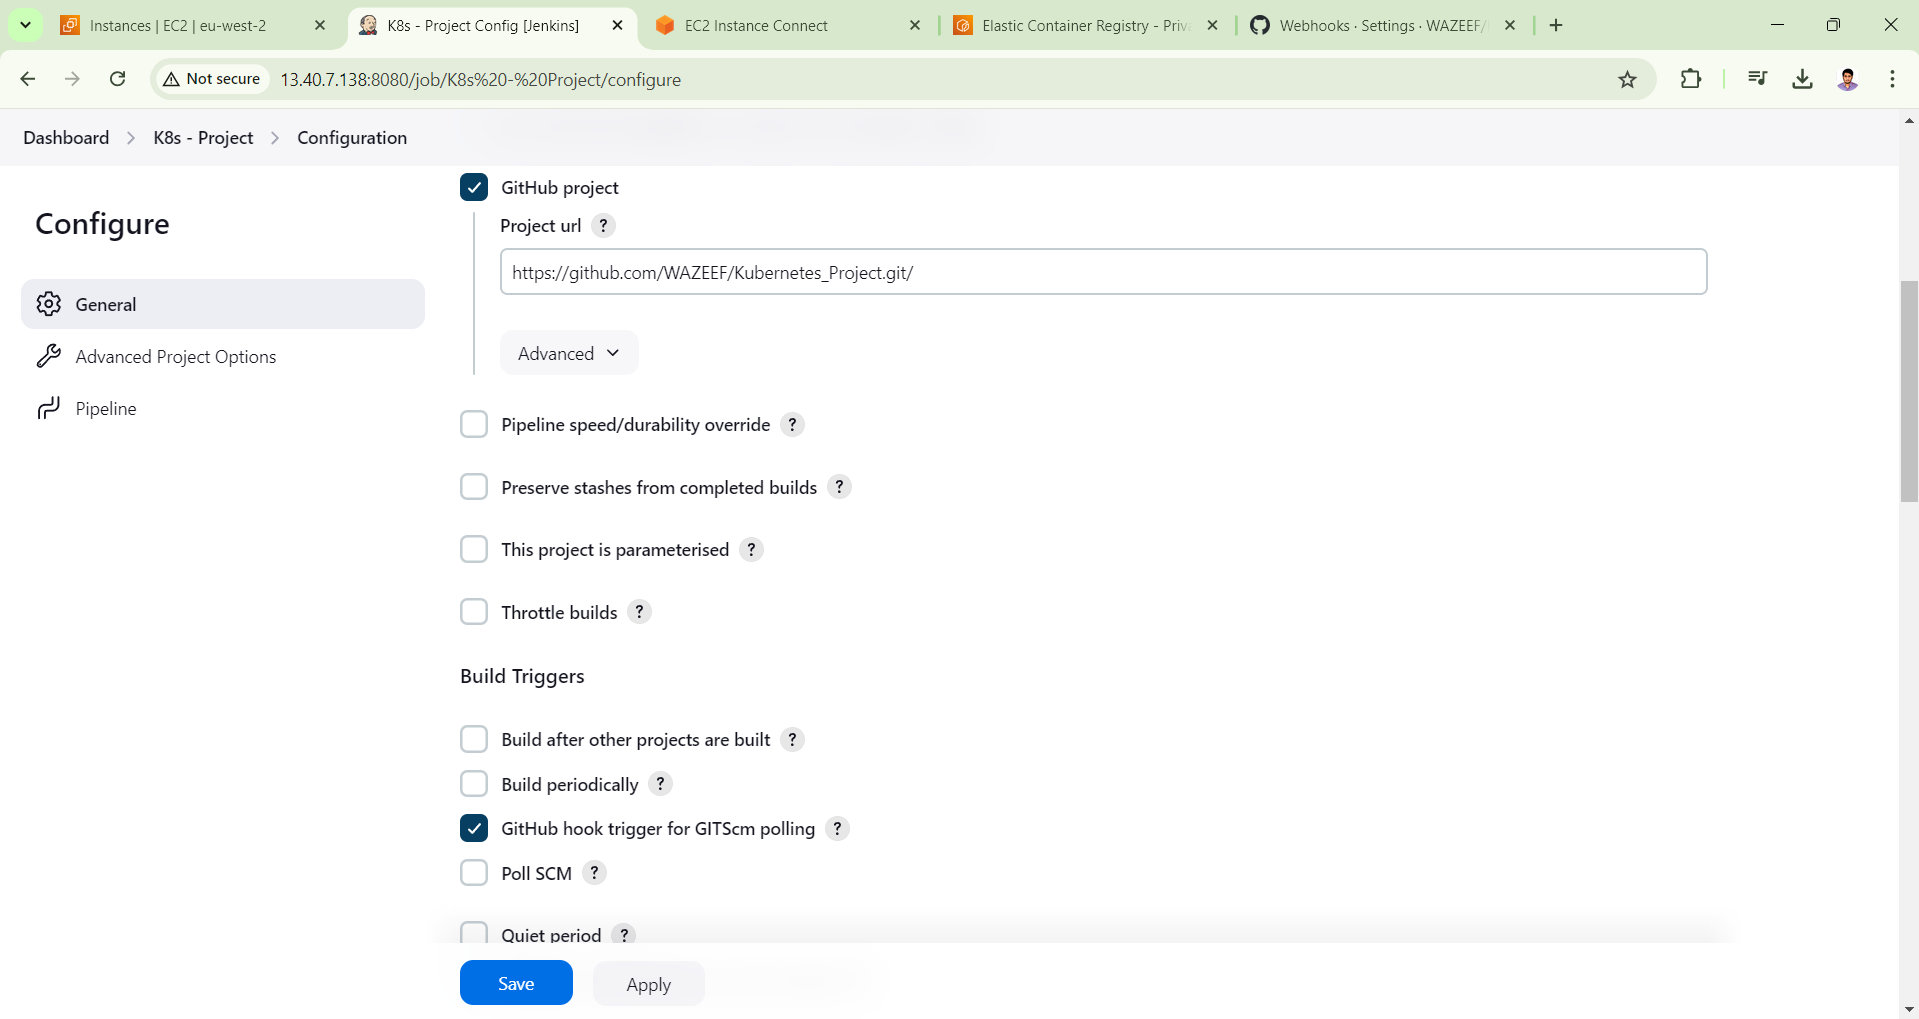 Instances | EC2 | eu-west-2
K8s - Project Config [Jenkins]
EC2 Instance Connect
Elastic Container Registry - Priv
Webhooks · Settings · WAZEEF/
Not secure
13.40.7.138:8080/job/K8s%20-%20Project/configure
Dashboard
K8s - Project
Configuration
Configure
General
Advanced Project Options
Pipeline
GitHub project
Project url ?
https://github.com/WAZEEF/Kubernetes_Project.git/
Advanced
Pipeline speed/durability override ?
Preserve stashes from completed builds ?
This project is parameterised ?
Throttle builds ?
Build Triggers
Build after other projects are built ?
Build periodically ?
GitHub hook trigger for GITScm polling ?
Poll SCM ?
Quiet period ?
Save
Apply